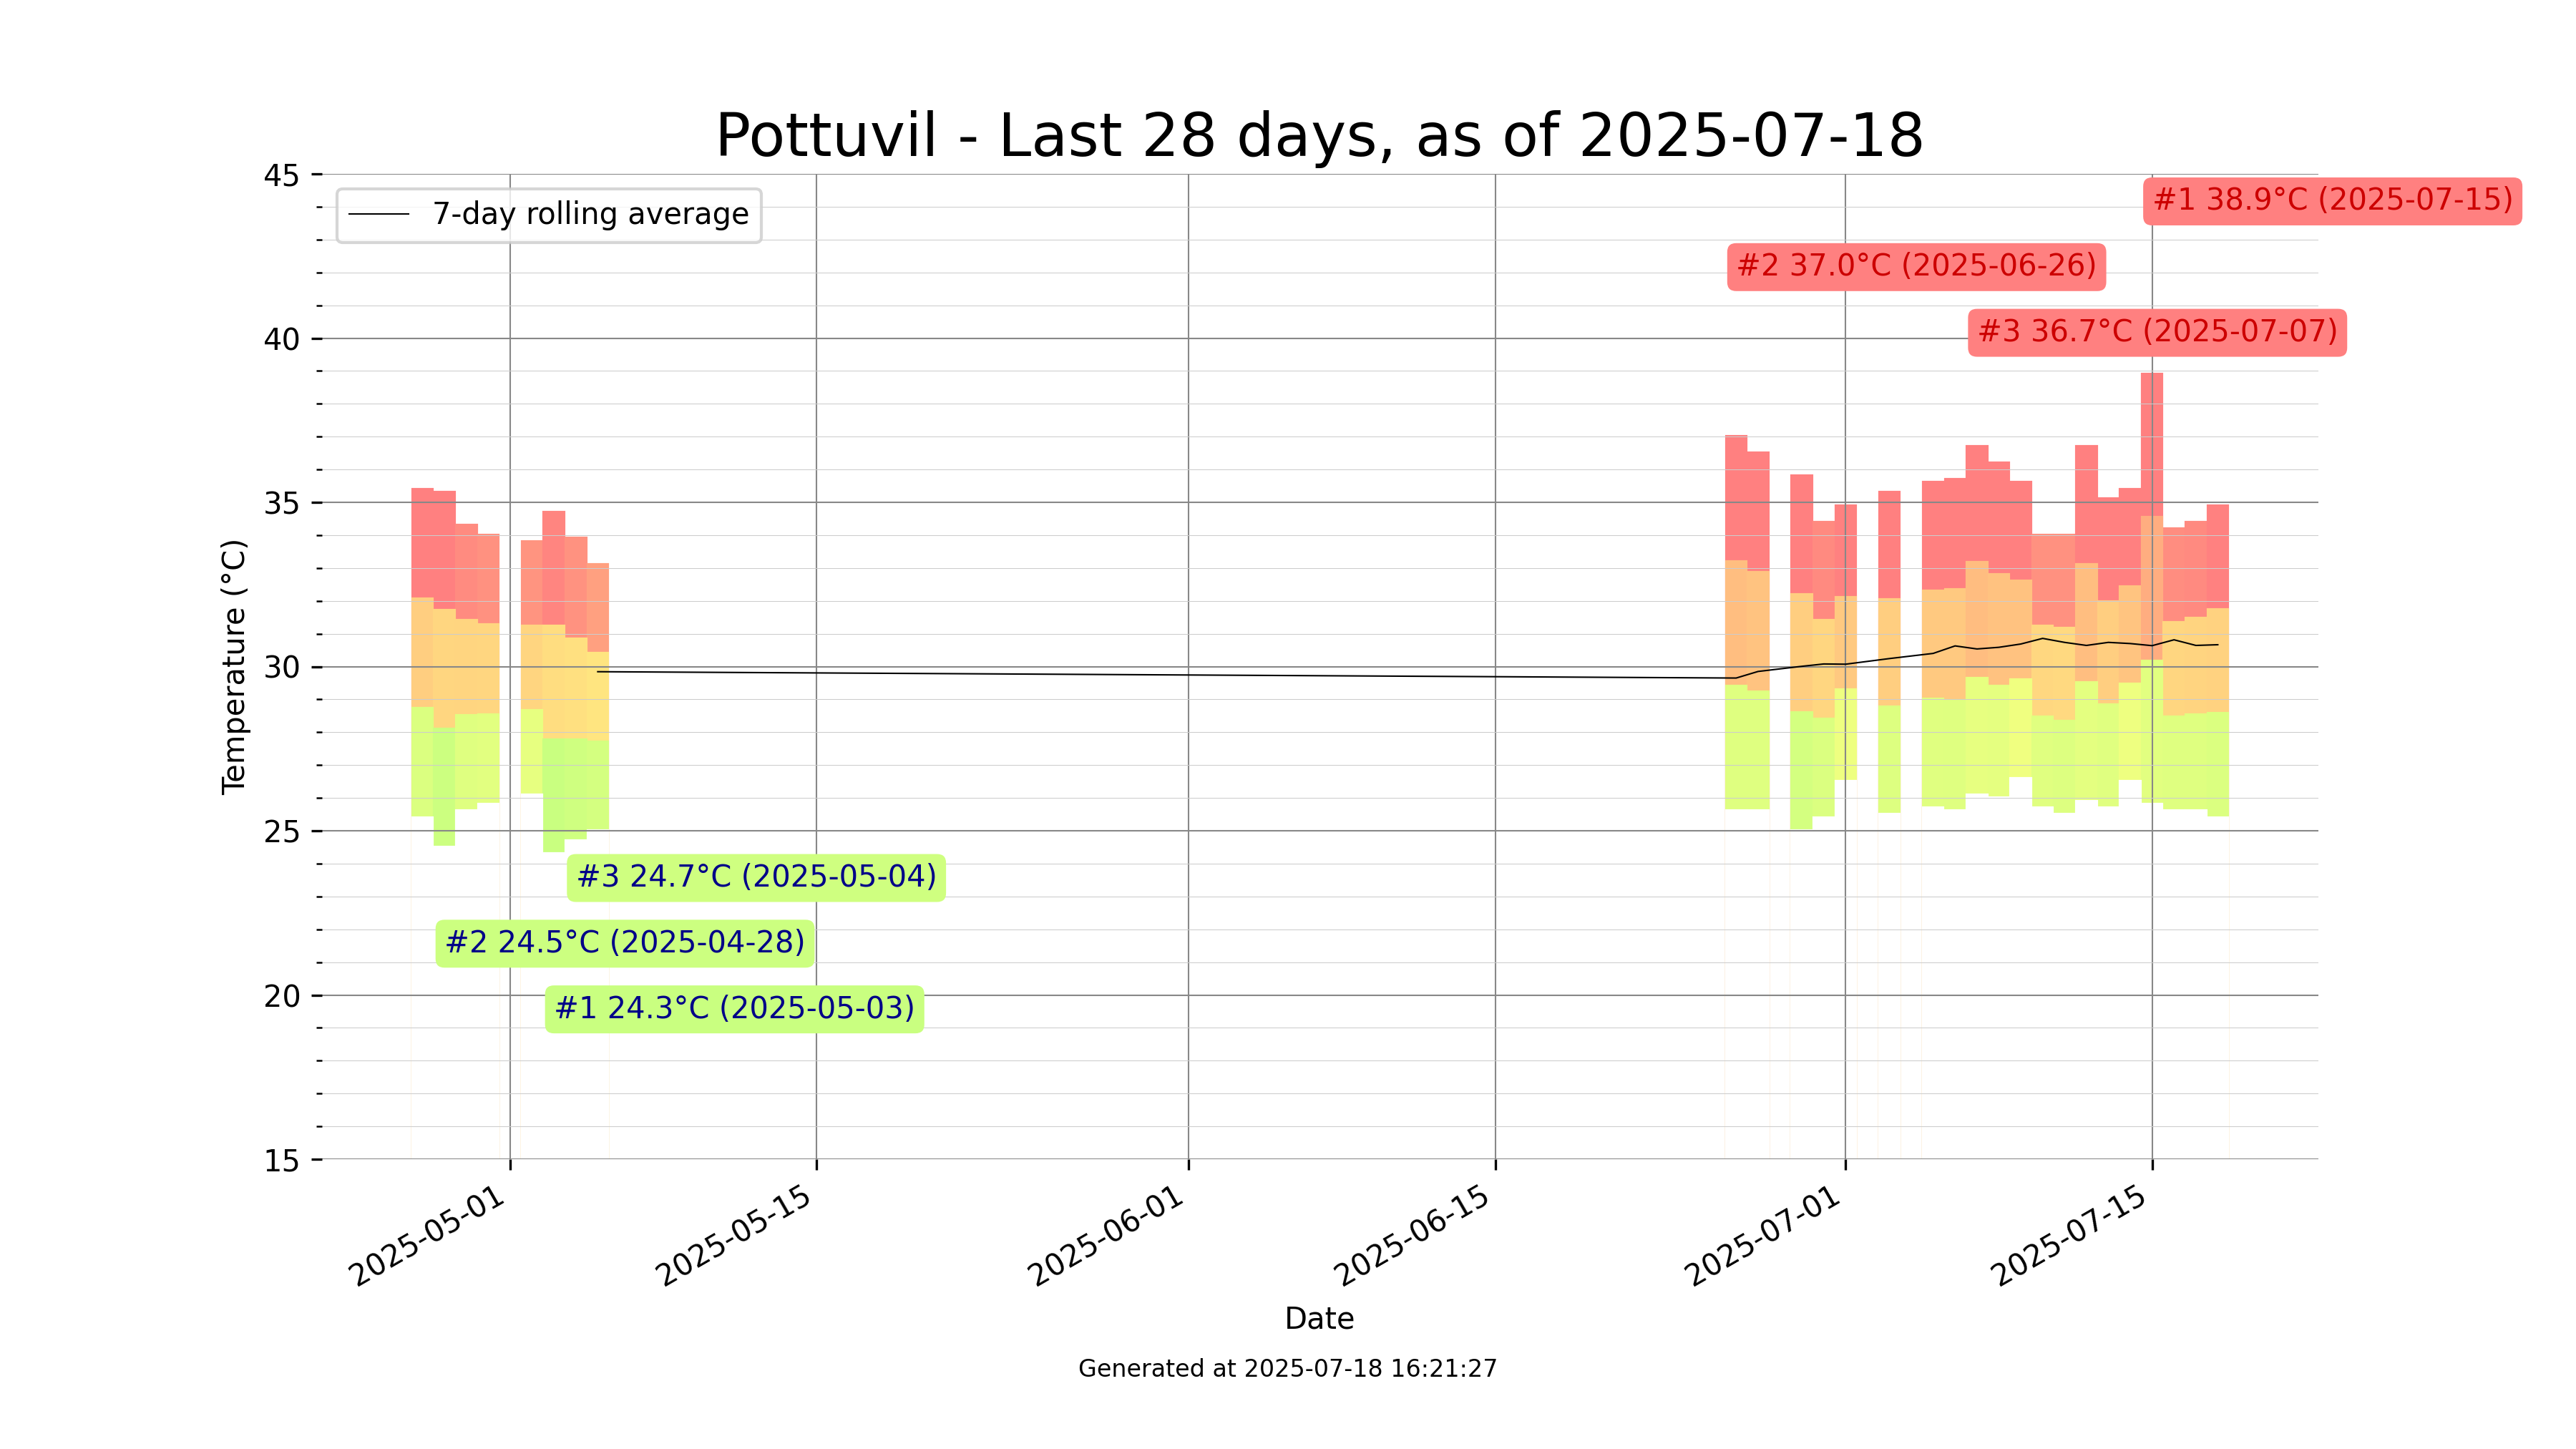 Pottuvil - Last 28 days, as of 2025-07-18
7-day rolling average
#1 38.9°C (2025-07-15)
#2 37.0°C (2025-06-26)
#3 36.7°C (2025-07-07)
45
40
35
30
25
20
15
Temperature (°C)
#3 24.7°C (2025-05-04)
#2 24.5°C (2025-04-28)
#1 24.3°C (2025-05-03)
2025-05-01
2025-05-15
2025-06-01
2025-06-15
2025-07-01
2025-07-15
Date
Generated at 2025-07-18 16:21:27